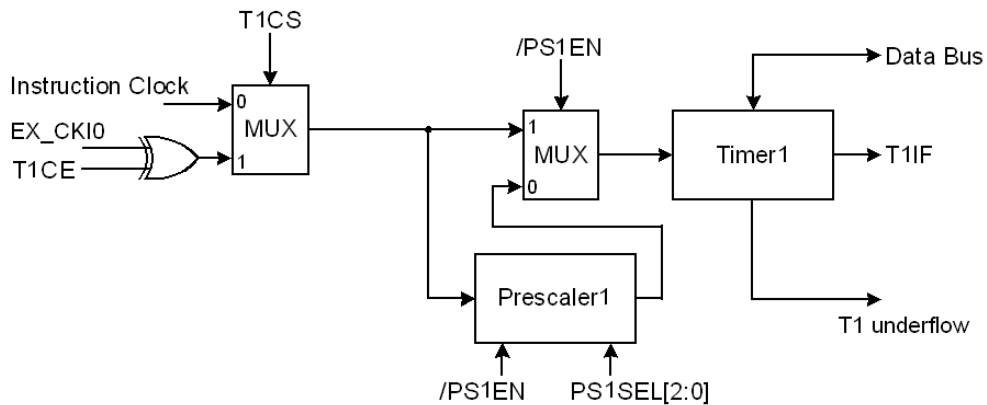 T1CS
/PS1EN
Data Bus
Instruction Clock
0
MUX
1
EX_CKI0
T1CE
1
MUX
0
Timer1
T1IF
Prescaler1
T1 underflow
/PS1EN
PS1SEL[2:0]